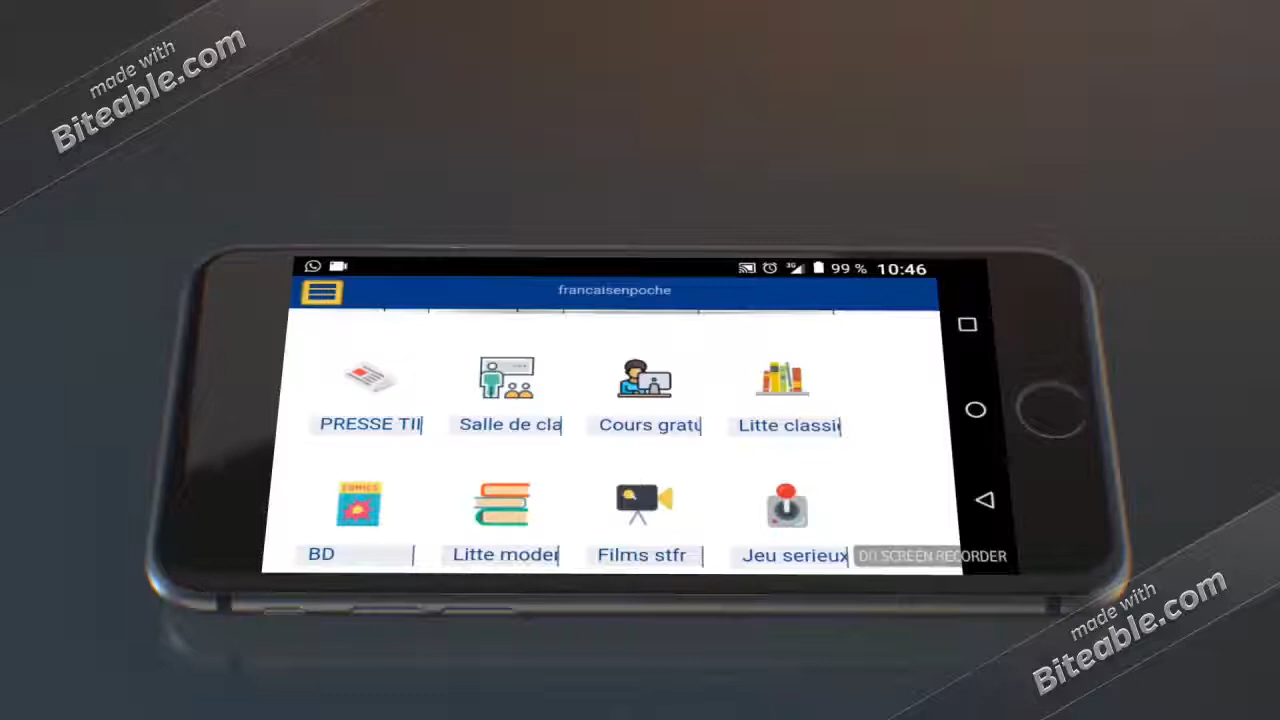 made with
Biteable.com
3G 99 % 10:46
francaisenpoche
PRESSE TII
Salle de cla
Cours gratu
Litte classi
COMICS
BD
Litte moder
Films stfr
Jeu serieux
DU SCREEN RECORDER
made with
Biteable.com